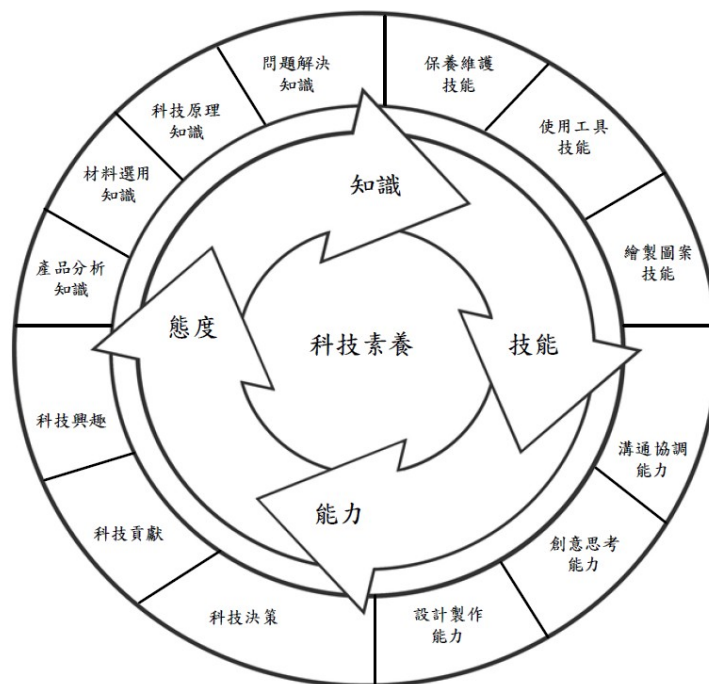 問題解決
知識
保養維護
技能
科技原理
知識
使用工具
技能
材料選用
知識
知識
產品分析
知識
繪製圖案
技能
態度
科技素養
技能
科技興趣
溝通協調
能力
能力
科技貢獻
創意思考
能力
科技決策
設計製作
能力